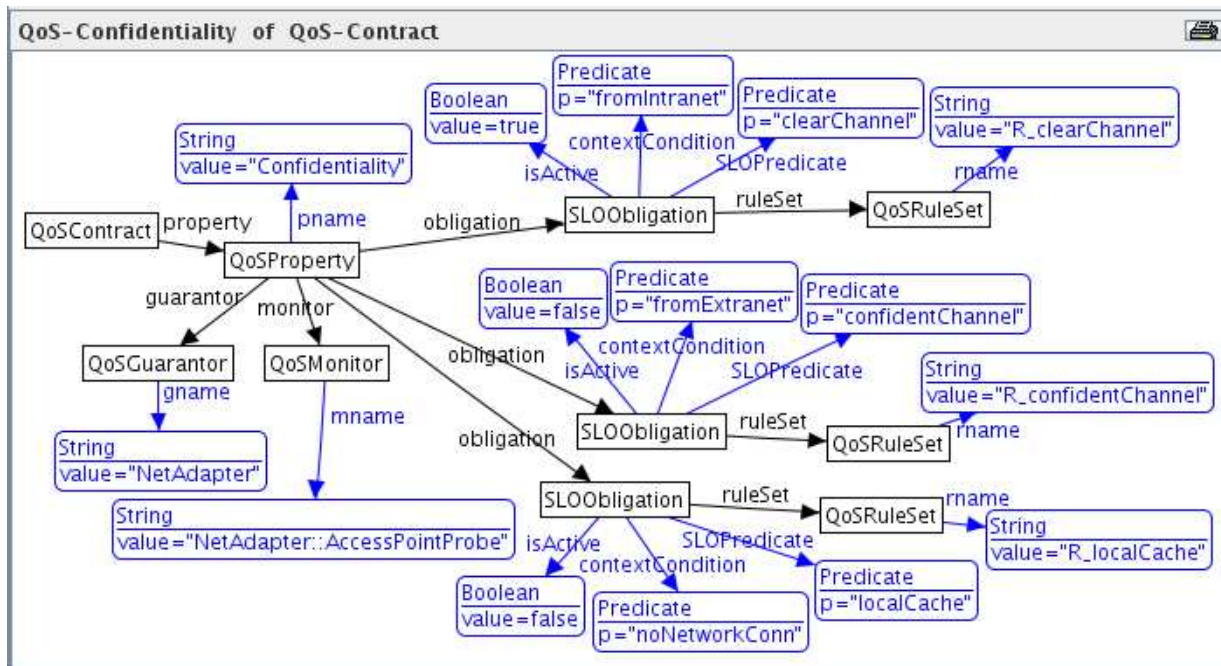 QoS-Confidentiality of QoS-Contract
Predicate
p="fromIntranet"
Boolean
value=true
Predicate
p="clearChannel"
String
value="R_clearChannel"
String
value="Confidentiality"
contextCondition
SLOPredicate
isActive
rname
ruleSet
SLOObligation
QoSRuleSet
property
pname
obligation
QoSContract
QoSProperty
guarantor
monitor
Boolean
value=false
Predicate
p="fromExtranet"
Predicate
p="confidentChannel"
contextCondition
obligation
isActive
SLOPredicate
QoSGuarantor
QoSMonitor
gname
mname
String
value="R_confidentChannel"
ruleSet
rname
SLOObligation
QoSRuleSet
obligation
String
value="NetAdapter"
SLOObligation
ruleSet
rname
QoSRuleSet
String
value="NetAdapter::AccessPointProbe"
String
value="R_localCache"
isActive
SLOPredicate
contextCondition
Boolean
value=false
Predicate
p="noNetworkConn"
Predicate
p="localCache"